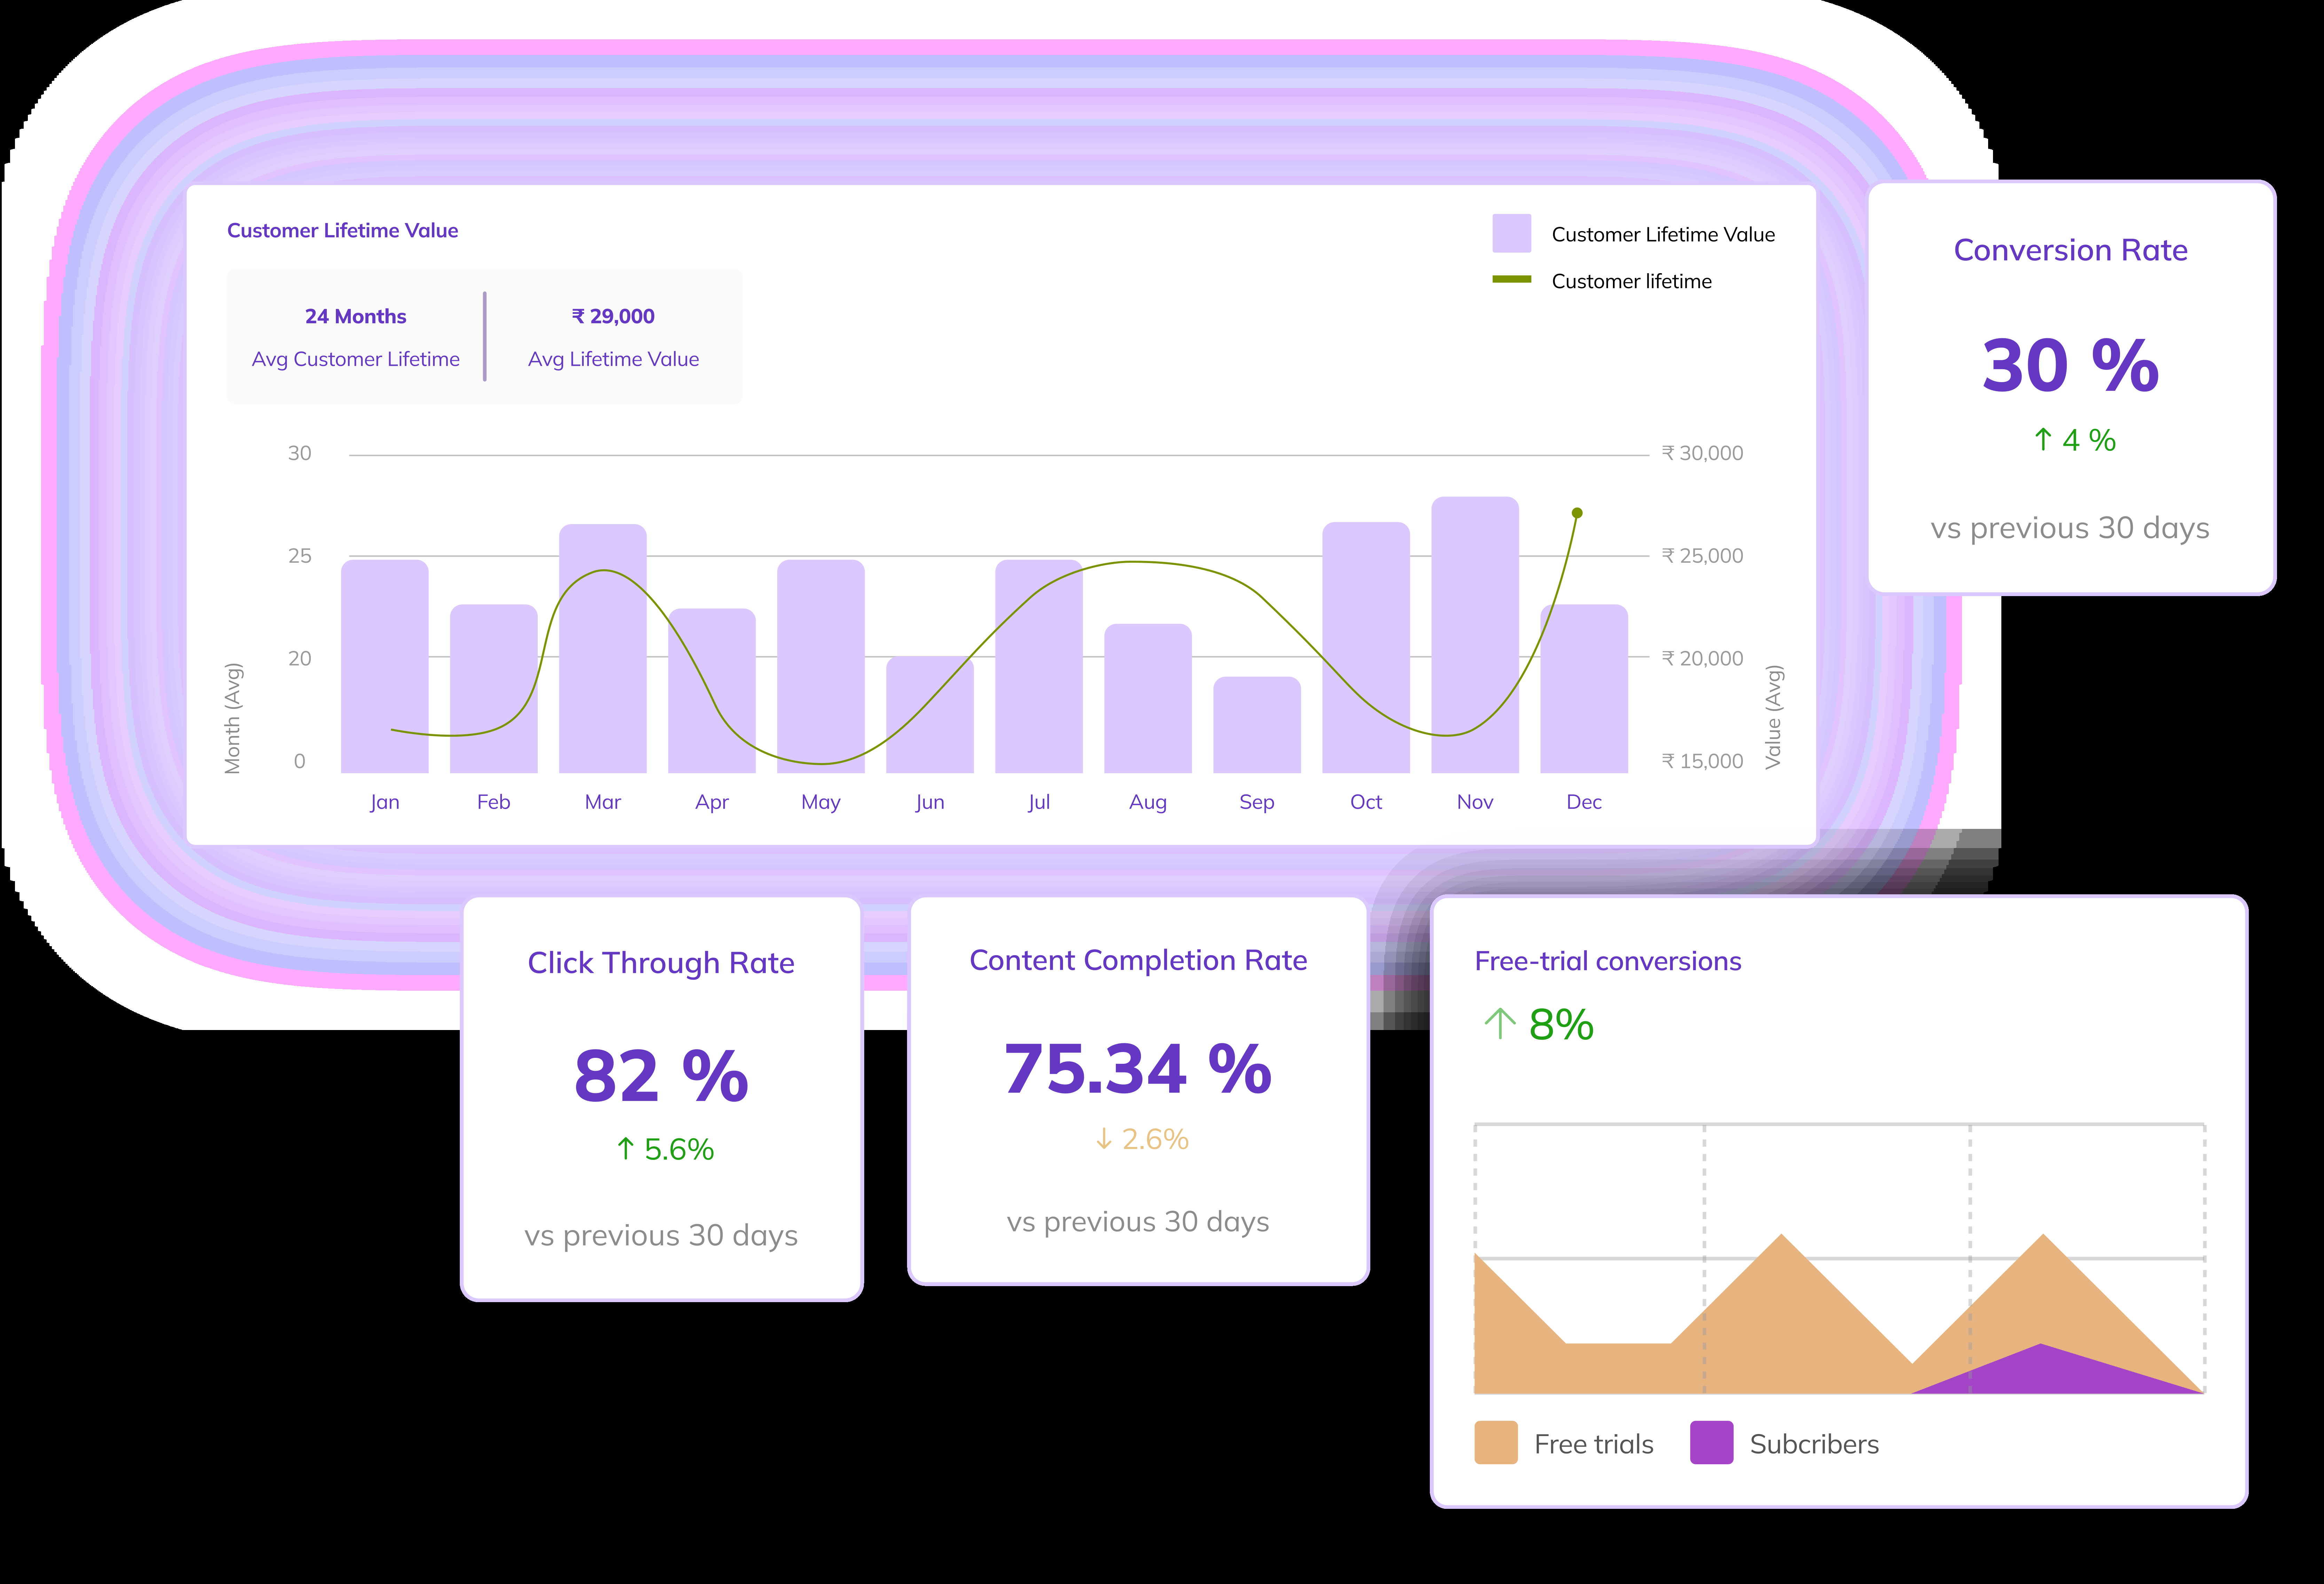 Customer Lifetime Value
24 Months
Avg Customer Lifetime
₹ 29,000
Avg Lifetime Value
Customer Lifetime Value
Customer lifetime
30
25
20
0
Month (Avg)
₹ 30,000
₹ 25,000
₹ 20,000
₹ 15,000
Value (Avg)
Jan Feb Mar Apr May Jun Jul Aug Sep Oct Nov Dec
Conversion Rate
30 %
↑ 4 %
vs previous 30 days
Click Through Rate
82 %
↑ 5.6%
vs previous 30 days
Content Completion Rate
75.34 %
↓ 2.6%
vs previous 30 days
Free-trial conversions
↑ 8%
Free trials
Subcribers